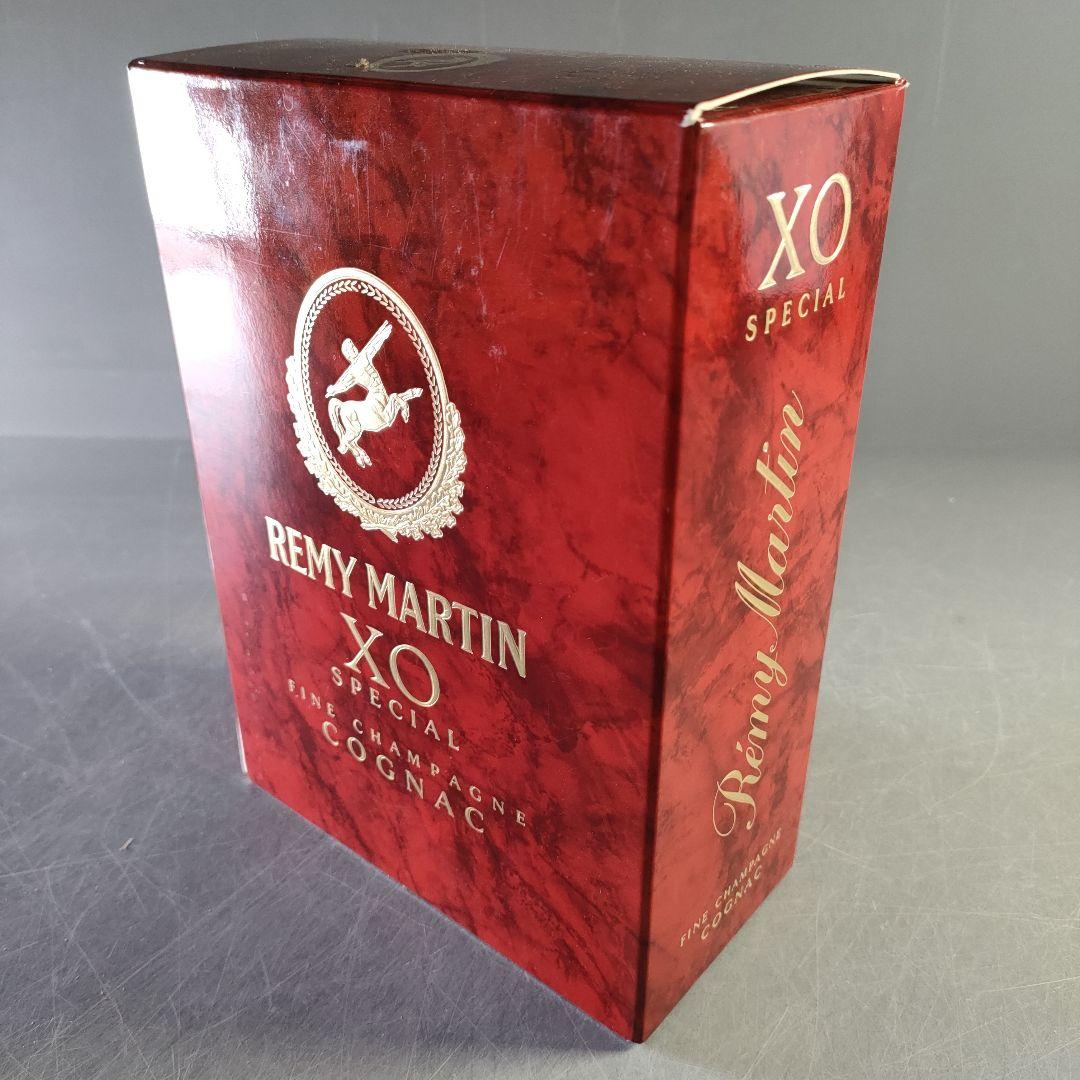 REMY MARTIN
XO
SPECIAL
FINE CHAMPAGNE
COGNAC
XO
SPECIAL
Rémy Martin
FINE CHAMPAGNE
COGNAC